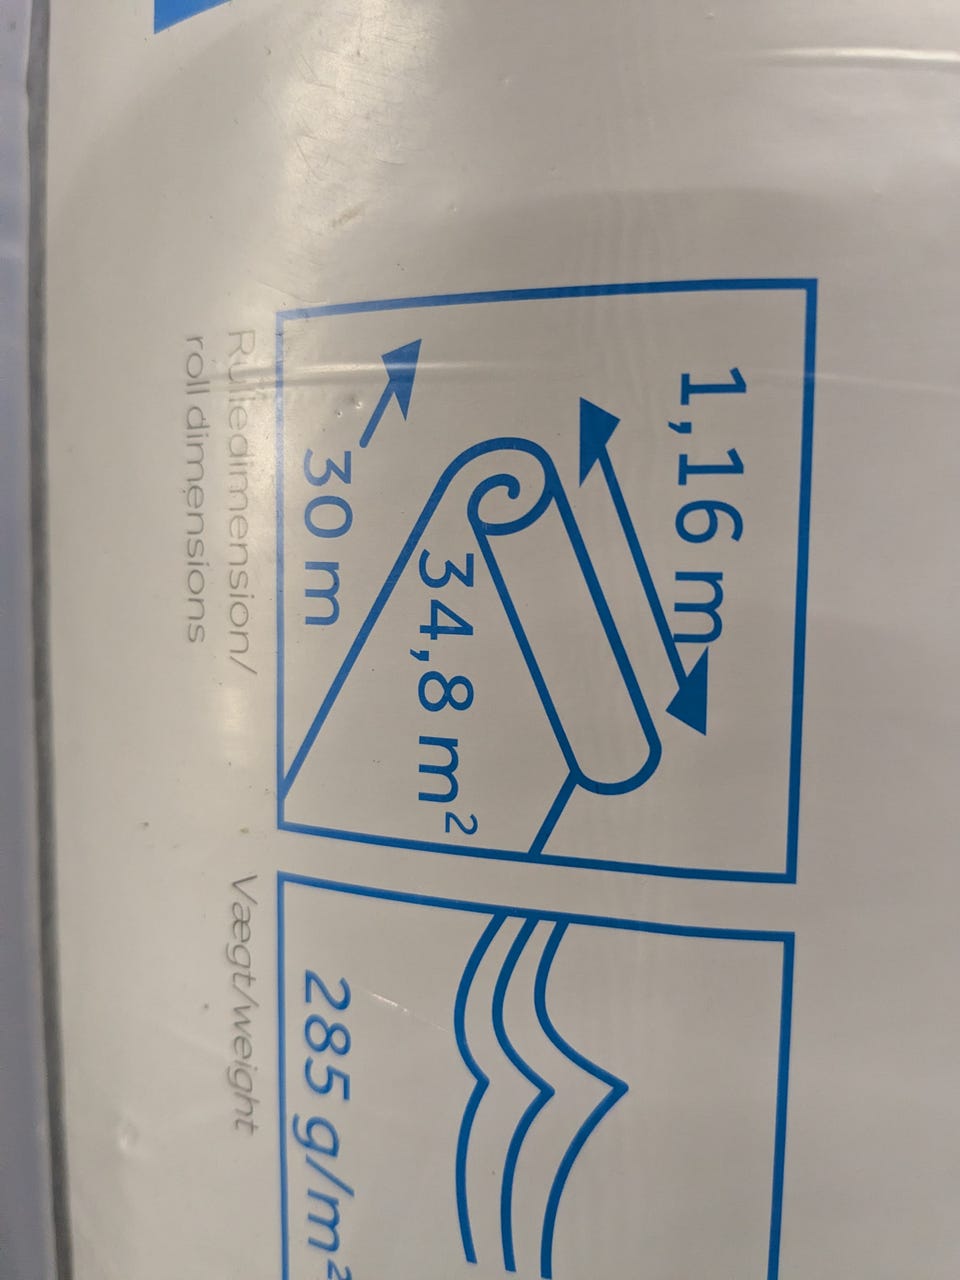 1,16 m
34,8 m²
30 m
Rulledimension/
roll dimensions
285 g/m²
Vægt/weight